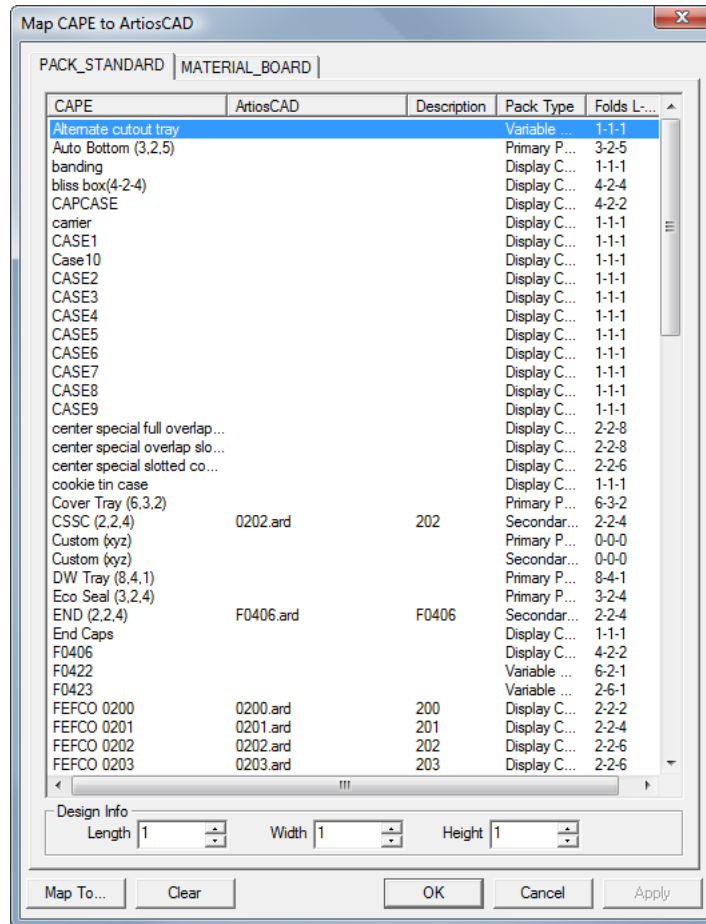 Map CAPE to ArtiosCAD
PACK_STANDARD MATERIAL_BOARD
CAPE ArtiosCAD Description Pack Type Folds L-...
Alternate cutout tray Variable ... 1-1-1
Auto Bottom (3,2,5) Primary P... 3-2-5
banding Display C... 1-1-1
bliss box(4-2-4) Display C... 4-2-4
CAPCASE Display C... 4-2-2
carrier Display C... 1-1-1
CASE1 Display C... 1-1-1
Case10 Display C... 1-1-1
CASE2 Display C... 1-1-1
CASE3 Display C... 1-1-1
CASE4 Display C... 1-1-1
CASE5 Display C... 1-1-1
CASE6 Display C... 1-1-1
CASE7 Display C... 1-1-1
CASE8 Display C... 1-1-1
CASE9 Display C... 1-1-1
center special full overlap... Display C... 2-2-8
center special overlap slo... Display C... 2-2-8
center special slotted co... Display C... 2-2-6
cookie tin case Display C... 1-1-1
Cover Tray (6,3,2) Primary P... 6-3-2
CSSC (2,2,4) 0202.ard 202 Secondar... 2-2-4
Custom (xyz) Primary P... 0-0-0
Custom (xyz) Secondar... 0-0-0
DW Tray (8,4,1) Primary P... 8-4-1
Eco Seal (3,2,4) Primary P... 3-2-4
END (2,2,4) F0406.ard F0406 Secondar... 2-2-4
End Caps Display C... 1-1-1
F0406 Display C... 4-2-2
F0422 Variable ... 6-2-1
F0423 Variable ... 2-6-1
FEFCO 0200 0200.ard 200 Display C... 2-2-2
FEFCO 0201 0201.ard 201 Display C... 2-2-4
FEFCO 0202 0202.ard 202 Display C... 2-2-6
FEFCO 0203 0203.ard 203 Display C... 2-2-6
Design Info
Length 1 Width 1 Height 1
Map To... Clear OK Cancel Apply